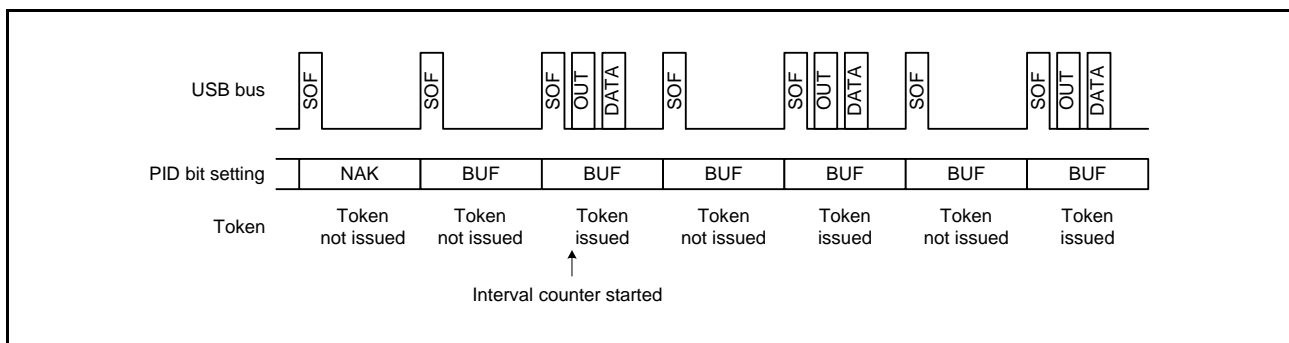 USB bus SOF SOF SOF OUT DATA SOF SOF OUT DATA SOF SOF OUT DATA
PID bit setting NAK BUF BUF BUF BUF BUF BUF
Token Token not issued Token not issued Token issued Token not issued Token issued Token not issued Token issued
Interval counter started